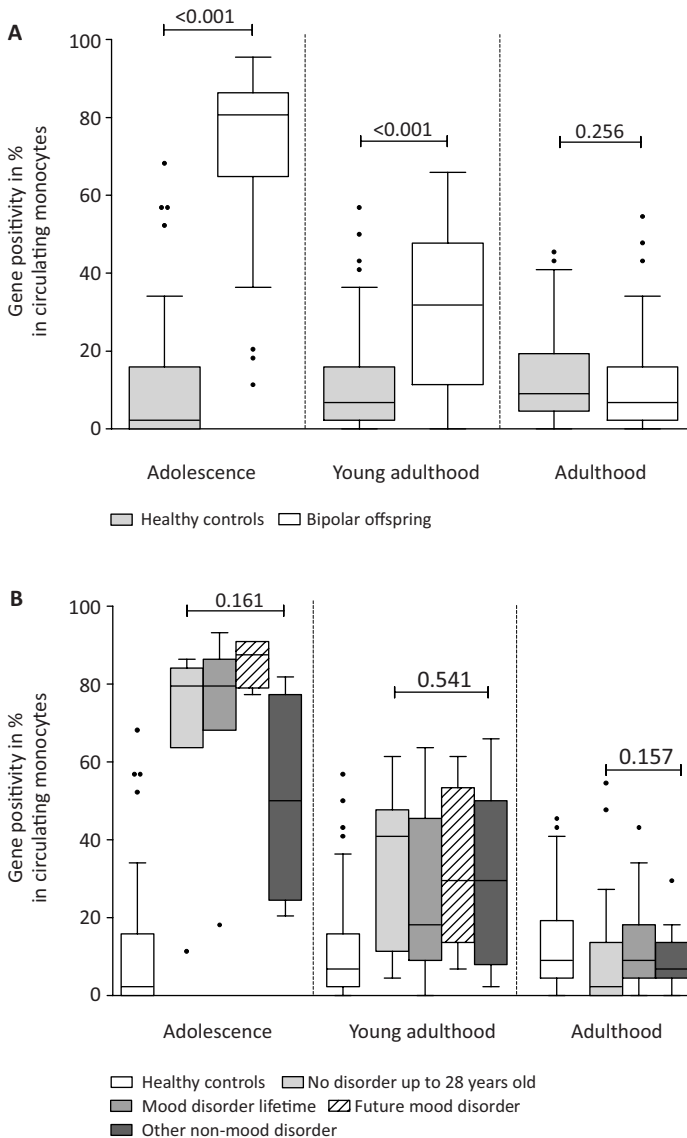 A
Gene positivity in %
in circulating monocytes
100
80
60
40
20
0
<0.001
<0.001
0.256
Adolescence
Young adulthood
Adulthood
Healthy controls
Bipolar offspring
B
Gene positivity in %
in circulating monocytes
100
80
60
40
20
0
0.161
0.541
0.157
Adolescence
Young adulthood
Adulthood
Healthy controls
No disorder up to 28 years old
Mood disorder lifetime
Future mood disorder
Other non-mood disorder